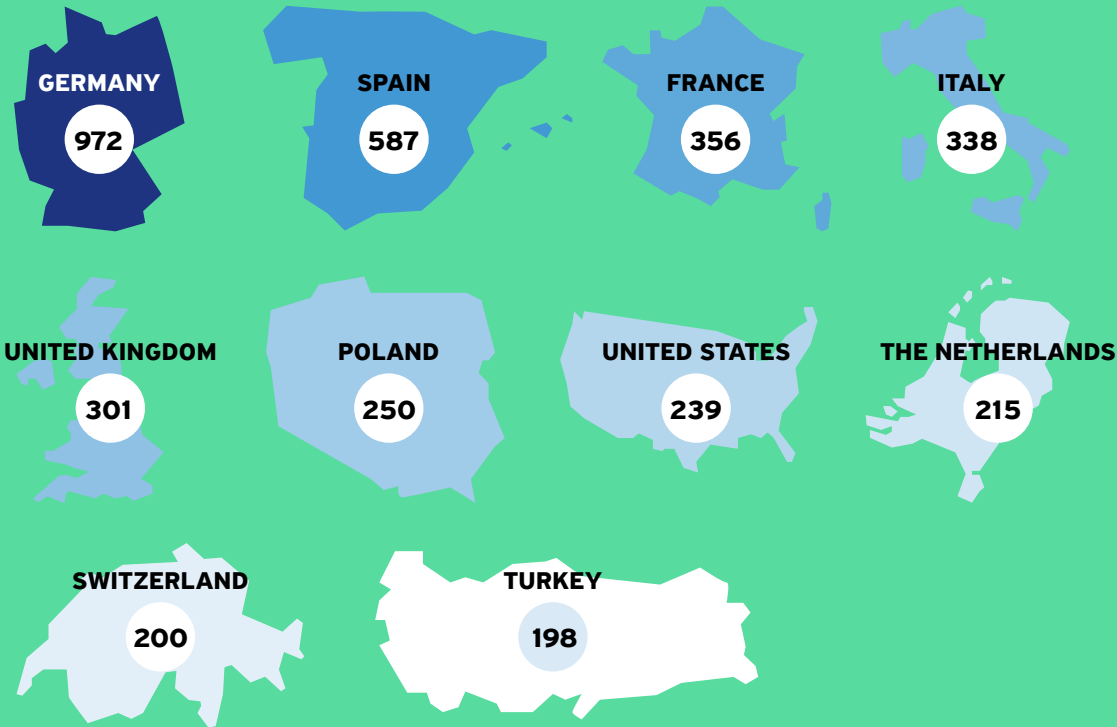 GERMANY
972
SPAIN
587
FRANCE
356
ITALY
338
UNITED KINGDOM
301
POLAND
250
UNITED STATES
239
THE NETHERLANDS
215
SWITZERLAND
200
TURKEY
198